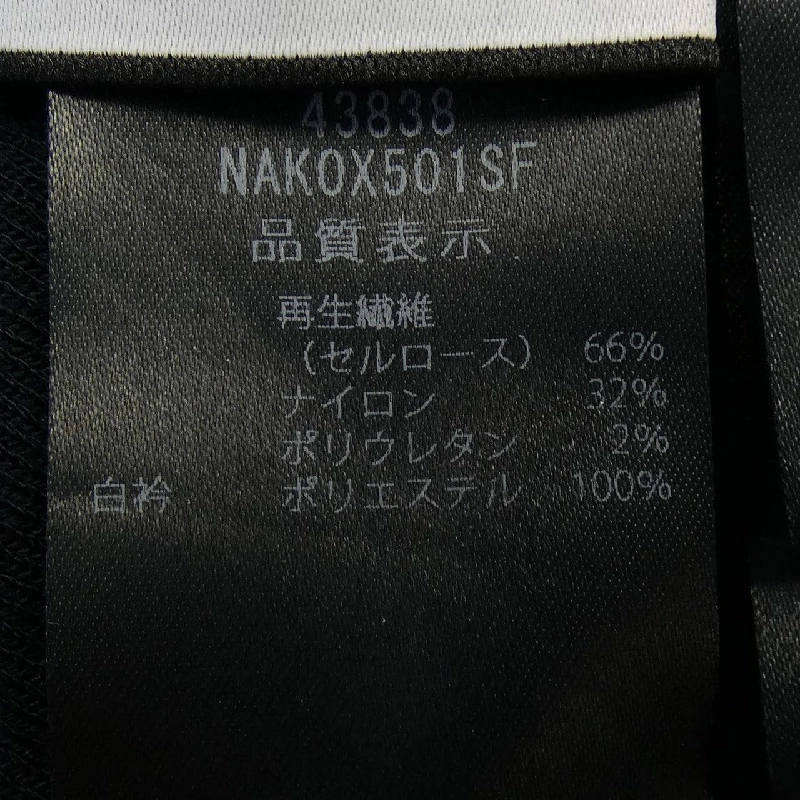 43838
NAKOX501SF
品質表示
再生繊維
(セルロース) 66%
ナイロン 32%
ポリウレタン 2%
白衿 ポリエステル 100%